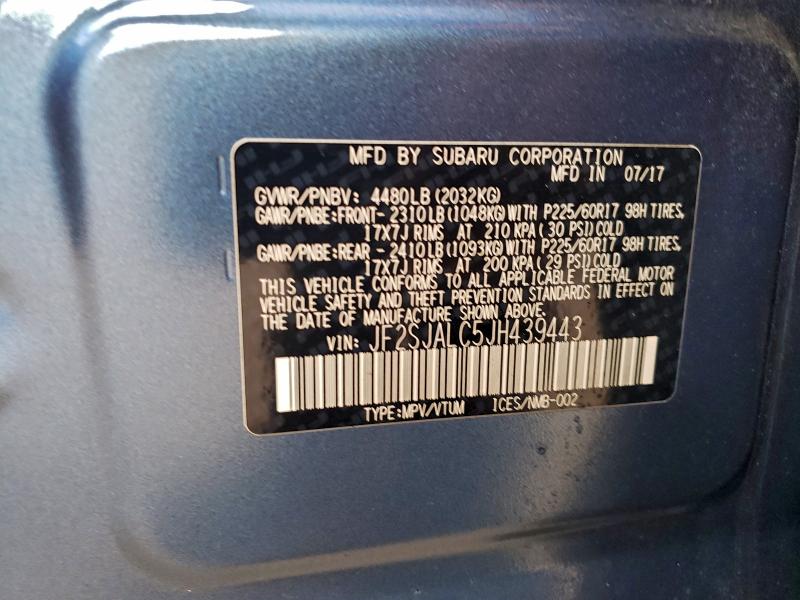 MFD BY SUBARU CORPORATION
MFD IN 07/17
GVWR/PNBV: 4480LB(2032KG)
GAWR/PNBE:FRONT- 2310LB(1048KG)WITH P225/60R17 98H TIRES,
17X7J RIMS AT 210 KPA(30 PSI)COLD
GAWR/PNBE:REAR - 2410LB(1093KG)WITH P225/60R17 98H TIRES,
17X7J RIMS AT 200 KPA(29 PSI)COLD
THIS VEHICLE CONFORMS TO ALL APPLICABLE FEDERAL MOTOR
VEHICLE SAFETY AND THEFT PREVENTION STANDARDS IN EFFECT ON
THE DATE OF MANUFACTURE SHOWN ABOVE.
VIN: JF2SJALC5JH439443
TYPE:MPV/VTUM ICES/NMB-002